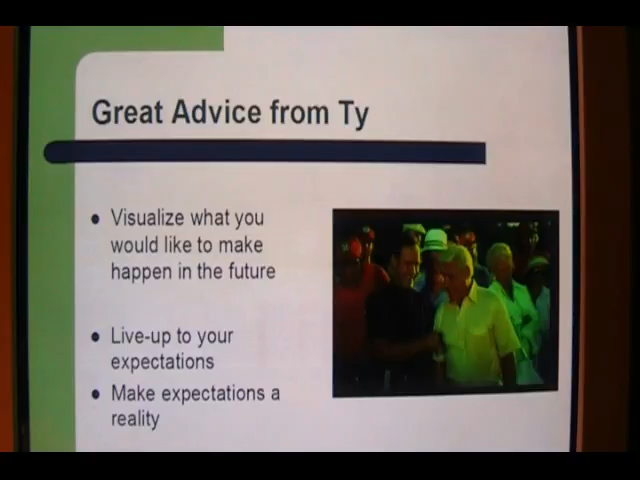 Great Advice from Ty
Visualize what you
would like to make
happen in the future
Live-up to your
expectations
Make expectations a
reality